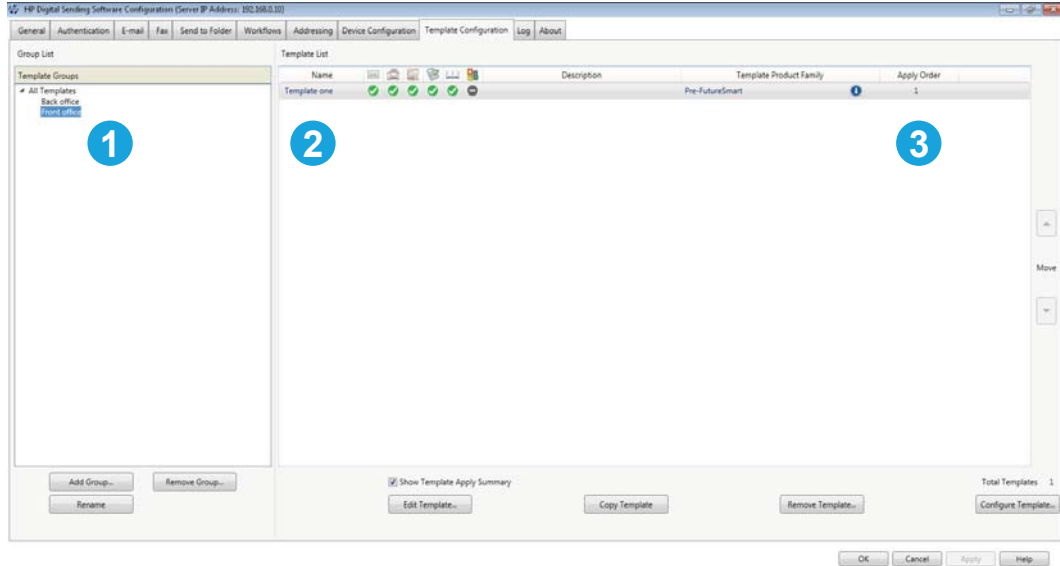 HP Digital Sending Software Configuration (Server IP Address: 192.168.0.10)
General Authentication E-mail Fax Send to Folder Workflows Addressing Device Configuration Template Configuration Log About
Group List Template List
Template Groups Name Description Template Product Family Apply Order
All Templates Template one Pre-FutureSmart 1
Back office
Front office
1 2 3
Move
Add Group... Remove Group... Show Template Apply Summary Total Templates 1
Rename Edit Template... Copy Template Remove Template... Configure Template...
OK Cancel Apply Help